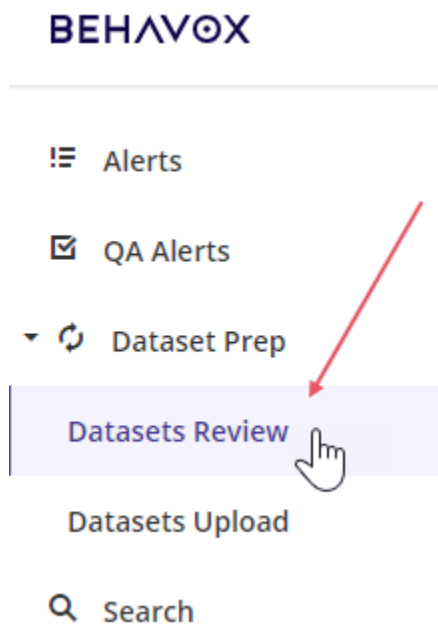 BEHAVOX
Alerts
QA Alerts
Dataset Prep
Datasets Review
Datasets Upload
Search